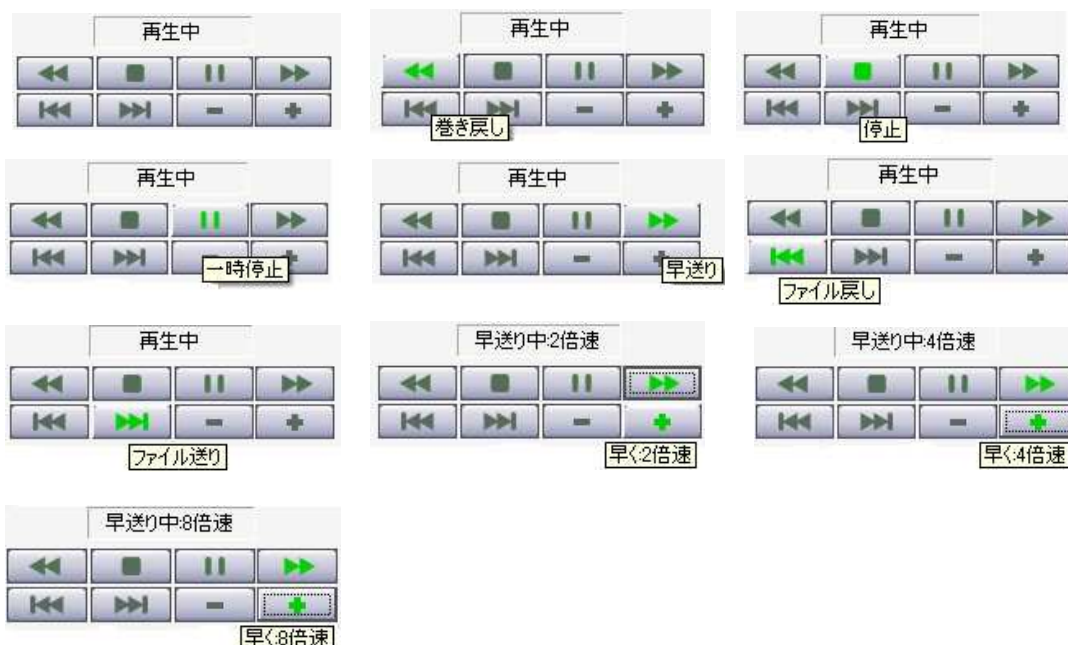 再生中
再生中
巻き戻し
再生中
停止
再生中
一時停止
再生中
早送り
再生中
ファイル戻し
再生中
ファイル送り
早送り中:2倍速
早く:2倍速
早送り中:4倍速
早く:4倍速
早送り中:8倍速
早く:8倍速